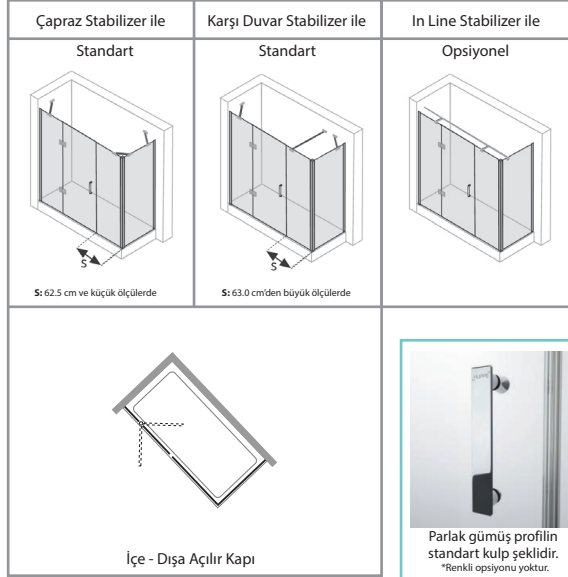 Çapraz Stabilizer ile
Karşı Duvar Stabilizer ile
In Line Stabilizer ile
Standart
Standart
Opsiyonel
S
S
S: 62.5 cm ve küçük ölçülerde
S: 63.0 cm'den büyük ölçülerde
İçe - Dışa Açılır Kapı
Parlak gümüş profilin
standart kulp şeklidir.
*Renkli opsiyonu yoktur.